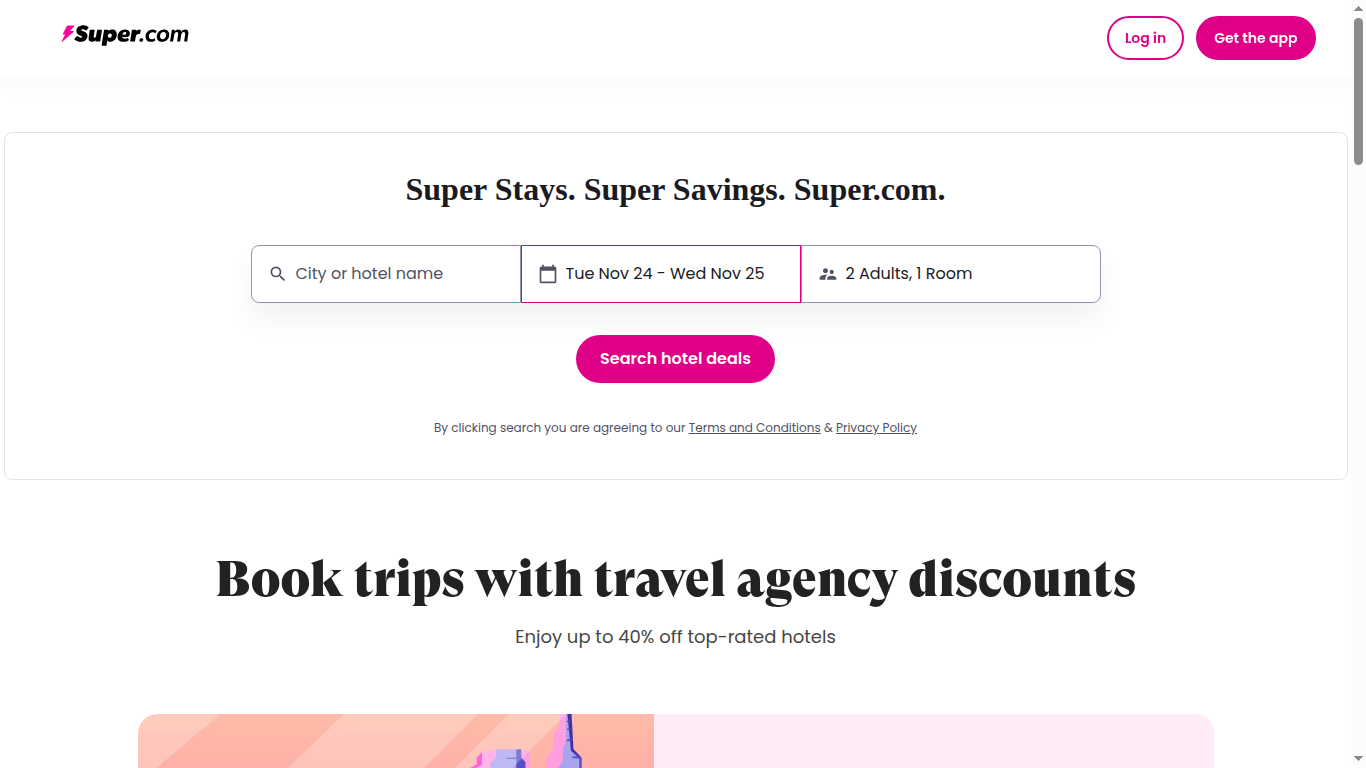 Super.com
Log in
Get the app
Super Stays. Super Savings. Super.com.
City or hotel name
Tue Nov 24 - Wed Nov 25
2 Adults, 1 Room
Search hotel deals
By clicking search you are agreeing to our Terms and Conditions & Privacy Policy
Book trips with travel agency discounts
Enjoy up to 40% off top-rated hotels